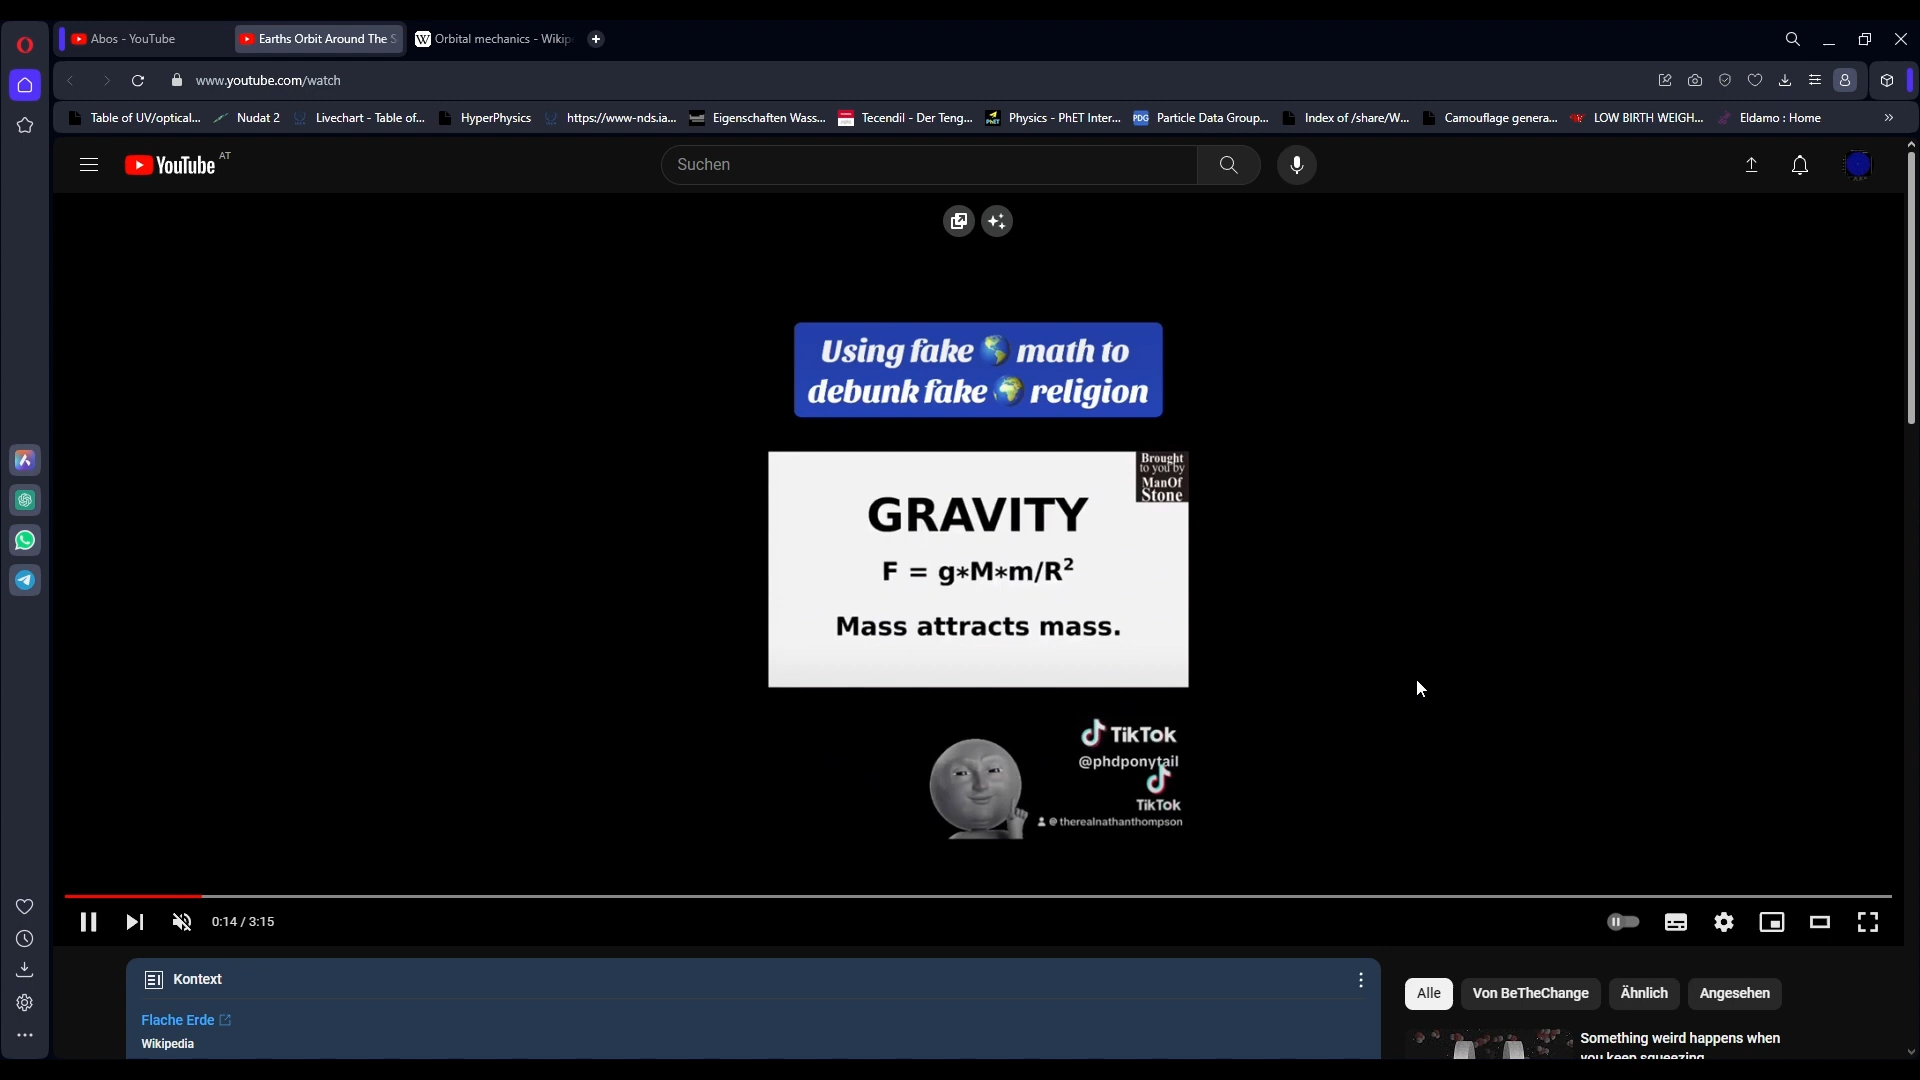 Abos - YouTube
Earths Orbit Around The S
Orbital mechanics - Wikip
www.youtube.com/watch
Table of UV/optical...
Nudat 2
Livechart - Table of...
HyperPhysics
https://www-nds.ia...
Eigenschaften Wass...
Tecendil - Der Teng...
Physics - PhET Inter...
PDG
Particle Data Group...
Index of /share/W...
Camouflage genera...
LOW BIRTH WEIGH...
Eldamo : Home
»
YouTube
AT
Suchen
Using fake 🌎 math to
debunk fake 🌍 religion
Brought
to you by
ManOf
Stone
GRAVITY
F = g*M*m/R²
Mass attracts mass.
TikTok
@phdponytail
TikTok
@therealnathanthompson
0:14 / 3:15
Kontext
Flache Erde
Wikipedia
Alle
Von BeTheChange
Ähnlich
Angesehen
Something weird happens when
you keep squeezing